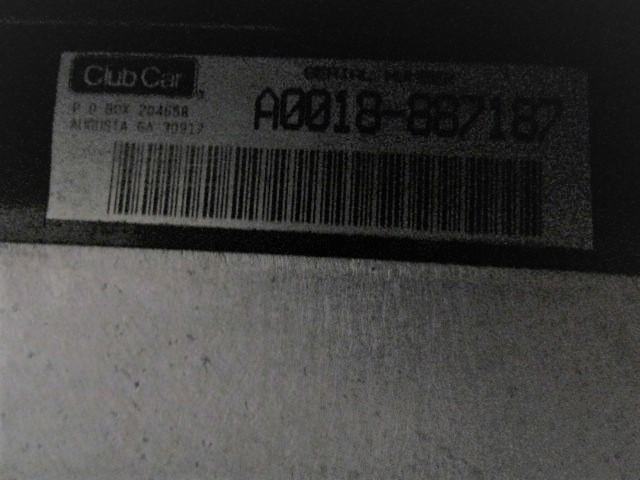 Club Car
SERIAL NUMBER
P O BOX 204658
AUGUSTA GA 30917
A0018-887187